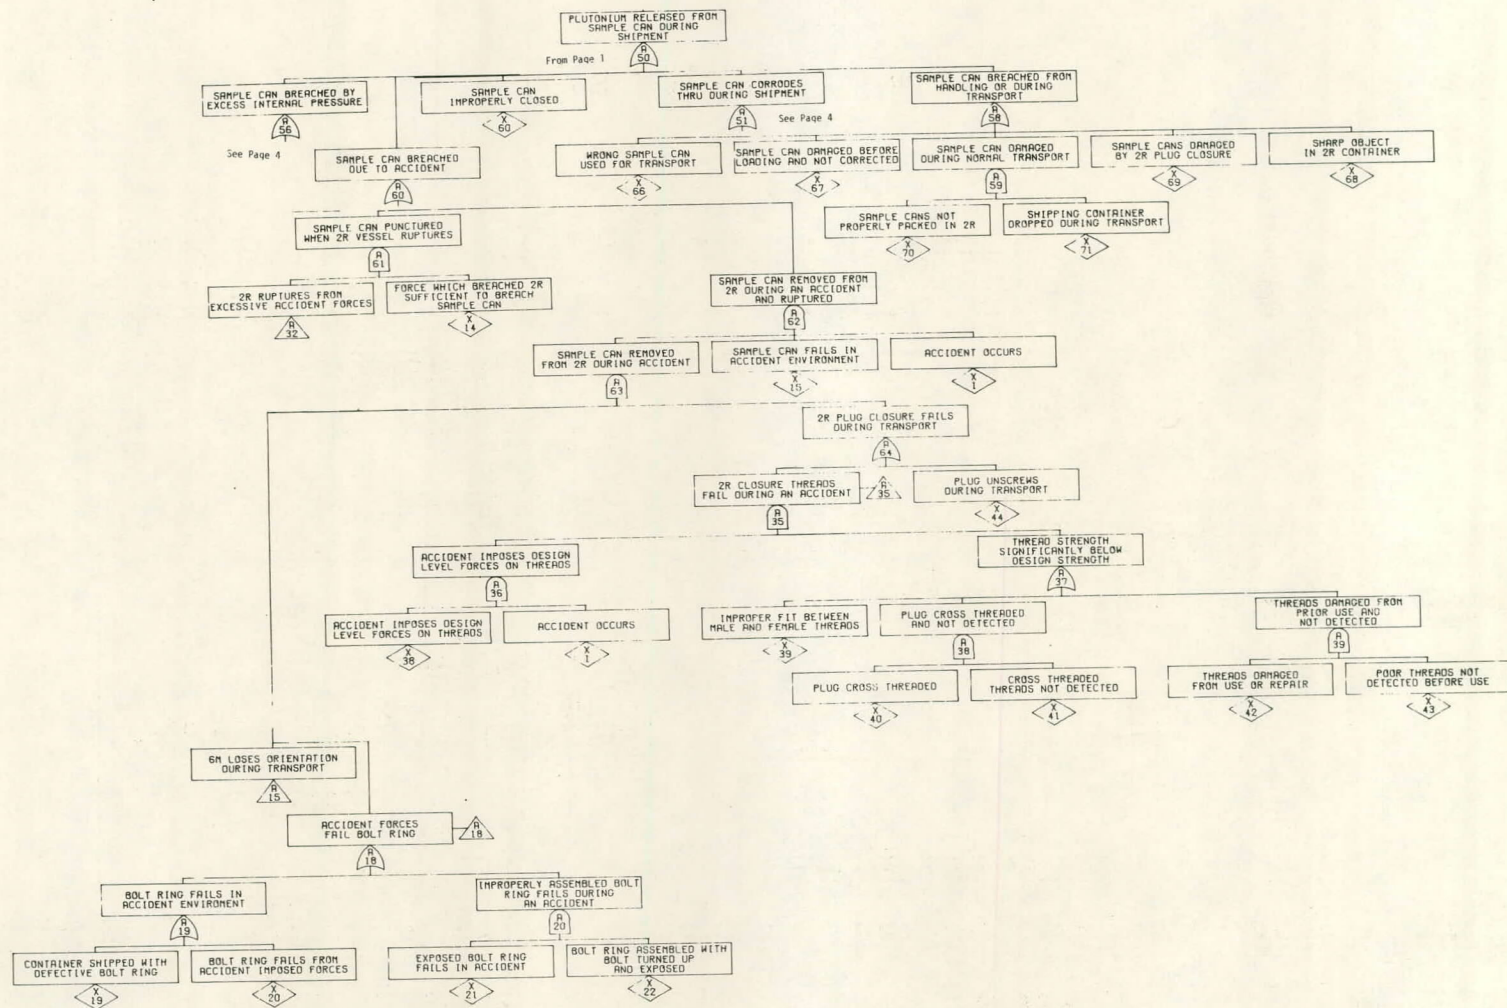 PLUTONIUM RELEASED FROM
SAMPLE CAN DURING
SHIPMENT
From Page 1
A
50
SAMPLE CAN BREACHED BY
EXCESS INTERNAL PRESSURE
A
56
See Page 4
SAMPLE CAN
IMPROPERLY CLOSED
X
60
SAMPLE CAN CORRODES
THRU DURING SHIPMENT
A
51
See Page 4
SAMPLE CAN BREACHED FROM
HANDLING OR DURING
TRANSPORT
A
58
SAMPLE CAN BREACHED
DUE TO ACCIDENT
A
60
WRONG SAMPLE CAN
USED FOR TRANSPORT
X
66
SAMPLE CAN DAMAGED BEFORE
LOADING AND NOT CORRECTED
X
67
SAMPLE CAN DAMAGED
DURING NORMAL TRANSPORT
A
59
SAMPLE CANS DAMAGED
BY 2R PLUG CLOSURE
X
69
SHARP OBJECT
IN 2R CONTAINER
X
68
SAMPLE CAN PUNCTURED
WHEN 2R VESSEL RUPTURES
A
61
SAMPLE CANS NOT
PROPERLY PACKED IN 2R
X
70
SHIPPING CONTAINER
DROPPED DURING TRANSPORT
X
71
2R RUPTURES FROM
EXCESSIVE ACCIDENT FORCES
A
32
FORCE WHICH BREACHED 2R
SUFFICIENT TO BREACH
SAMPLE CAN
X
14
SAMPLE CAN REMOVED FROM
2R DURING AN ACCIDENT
AND RUPTURED
A
62
SAMPLE CAN REMOVED
FROM 2R DURING ACCIDENT
A
63
SAMPLE CAN FAILS IN
ACCIDENT ENVIRONMENT
X
15
ACCIDENT OCCURS
X
1
2R PLUG CLOSURE FAILS
DURING TRANSPORT
A
64
2R CLOSURE THREADS
FAIL DURING AN ACCIDENT
A
35
A
35
PLUG UNSCREWS
DURING TRANSPORT
X
44
ACCIDENT IMPOSES DESIGN
LEVEL FORCES ON THREADS
A
36
THREAD STRENGTH
SIGNIFICANTLY BELOW
DESIGN STRENGTH
A
37
ACCIDENT IMPOSES DESIGN
LEVEL FORCES ON THREADS
X
38
ACCIDENT OCCURS
X
1
IMPROPER FIT BETWEEN
MALE AND FEMALE THREADS
X
39
PLUG CROSS THREADED
AND NOT DETECTED
A
38
THREADS DAMAGED FROM
PRIOR USE AND
NOT DETECTED
A
39
PLUG CROSS THREADED
X
40
CROSS THREADED
THREADS NOT DETECTED
X
41
THREADS DAMAGED
FROM USE OR REPAIR
X
42
POOR THREADS NOT
DETECTED BEFORE USE
X
43
6M LOSES ORIENTATION
DURING TRANSPORT
A
15
ACCIDENT FORCES
FAIL BOLT RING
A
18
A
18
BOLT RING FAILS IN
ACCIDENT ENVIROMENT
A
19
IMPROPERLY ASSEMBLED BOLT
RING FAILS DURING
AN ACCIDENT
A
20
CONTAINER SHIPPED WITH
DEFECTIVE BOLT RING
X
19
BOLT RING FAILS FROM
ACCIDENT IMPOSED FORCES
X
20
EXPOSED BOLT RING
FAILS IN ACCIDENT
X
21
BOLT RING ASSEMBLED WITH
BOLT TURNED UP
AND EXPOSED
X
22